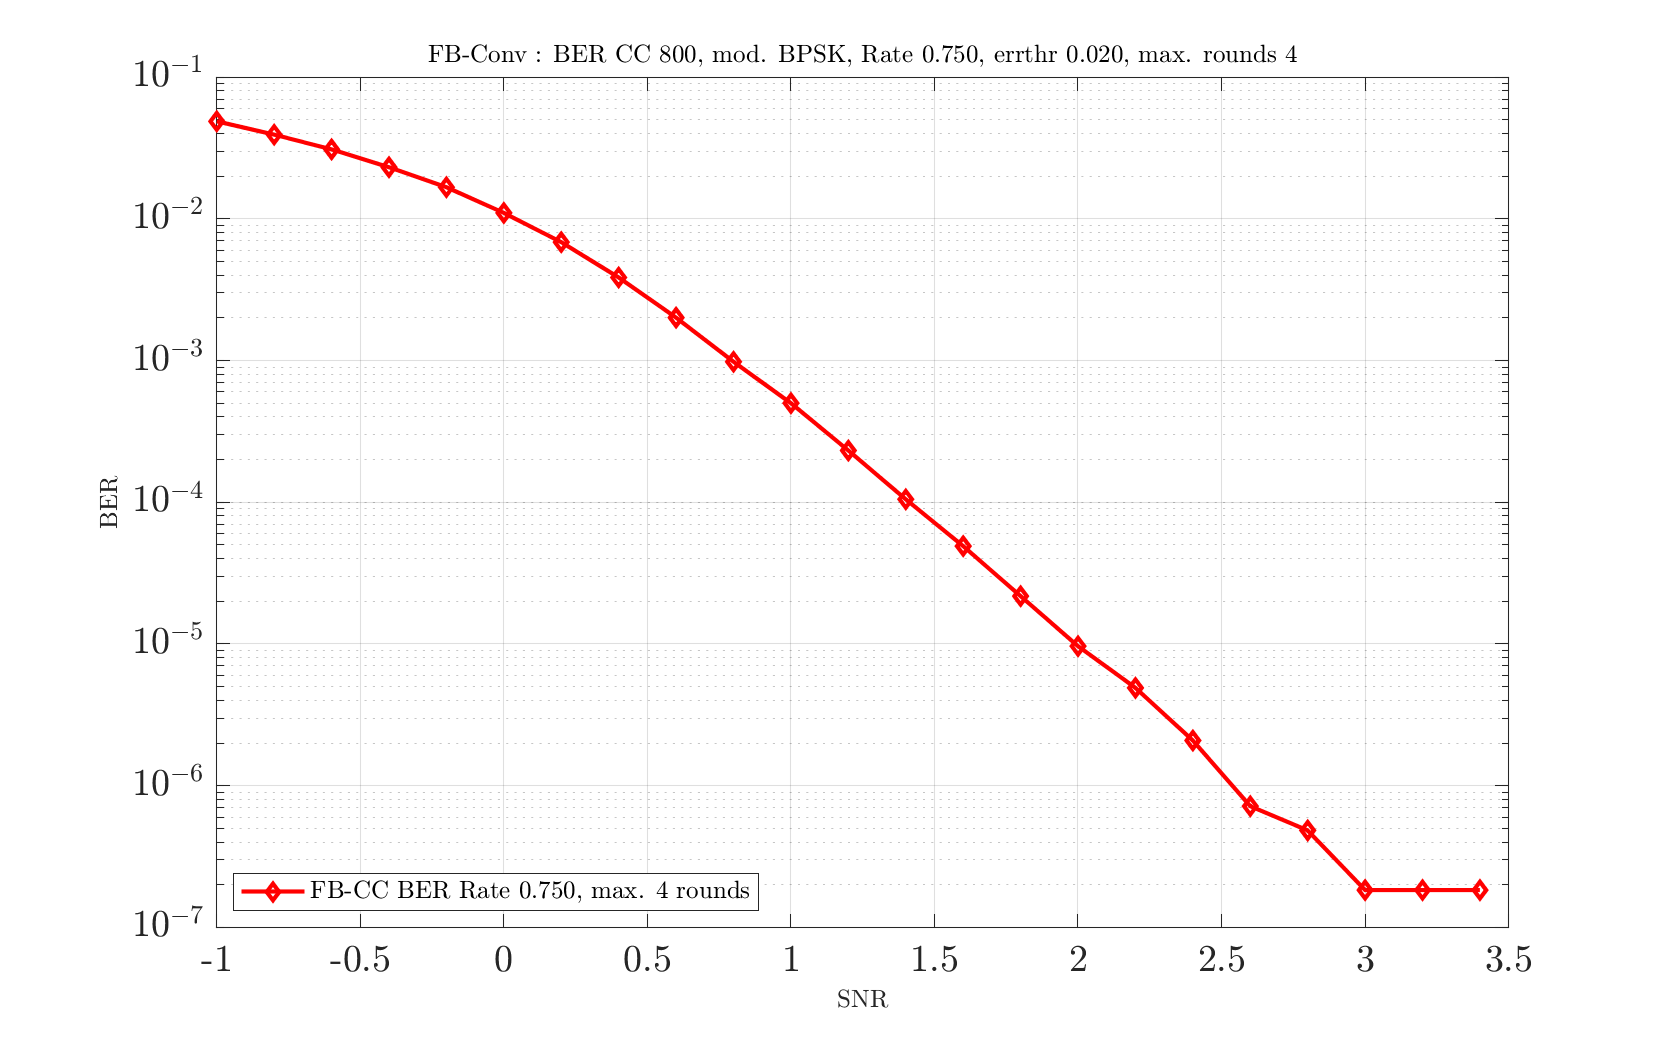 FB-Conv : BER CC 800, mod. BPSK, Rate 0.750, errthr 0.020, max. rounds 4
10^{-1}
10^{-2}
10^{-3}
10^{-4}
10^{-5}
10^{-6}
10^{-7}
BER
FB-CC BER Rate 0.750, max. 4 rounds
-1 -0.5 0 0.5 1 1.5 2 2.5 3 3.5
SNR